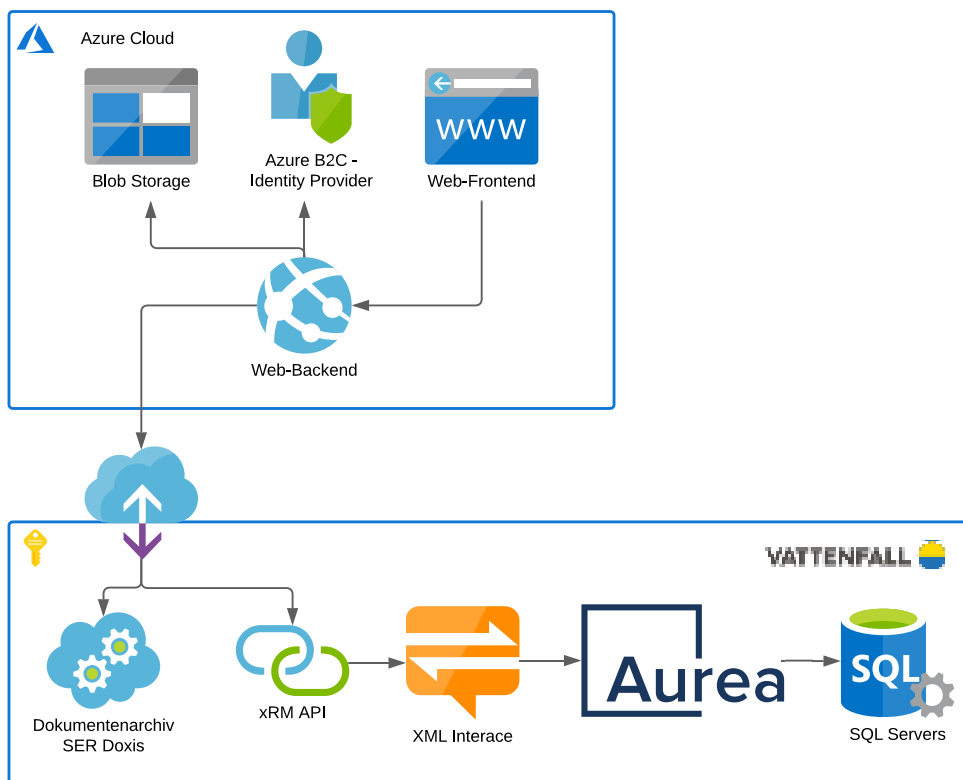 Azure Cloud
WWW
Blob Storage
Azure B2C -
Identity Provider
Web-Frontend
Web-Backend
VATTENFALL
Aurea
SQL
Dokumentenarchiv
SER Doxis
xRM API
XML Interace
SQL Servers